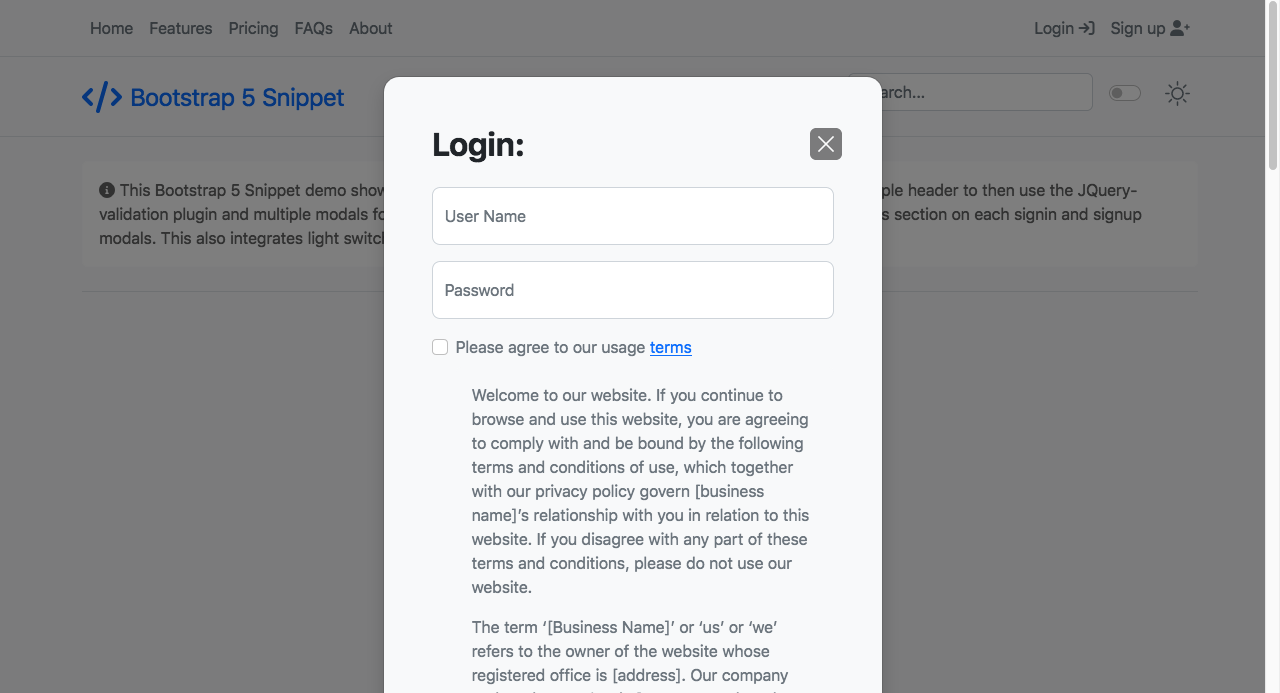 Home Features Pricing FAQs About Login Sign up
Bootstrap 5 Snippet
arch...
This Bootstrap 5 Snippet demo show
ple header to then use the JQuery-
validation plugin and multiple modals fo
s section on each signin and signup
modals. This also integrates light switch
Login:
User Name
Password
Please agree to our usage terms
Welcome to our website. If you continue to
browse and use this website, you are agreeing
to comply with and be bound by the following
terms and conditions of use, which together
with our privacy policy govern [business
name]’s relationship with you in relation to this
website. If you disagree with any part of these
terms and conditions, please do not use our
website.
The term ‘[Business Name]’ or ‘us’ or ‘we’
refers to the owner of the website whose
registered office is [address]. Our company